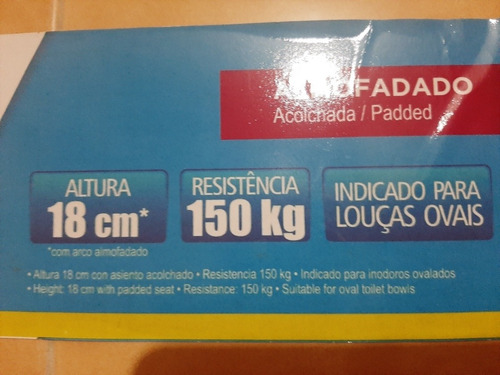 ALMOFADADO
Acolchada / Padded
ALTURA
18 cm*
RESISTÊNCIA
150 kg
INDICADO PARA
LOUÇAS OVAIS
*com arco almofadado
• Altura 18 cm con asiento acolchado • Resistencia 150 kg • Indicado para inodoros ovalados
• Height: 18 cm with padded seat • Resistance: 150 kg • Suitable for oval toilet bowls